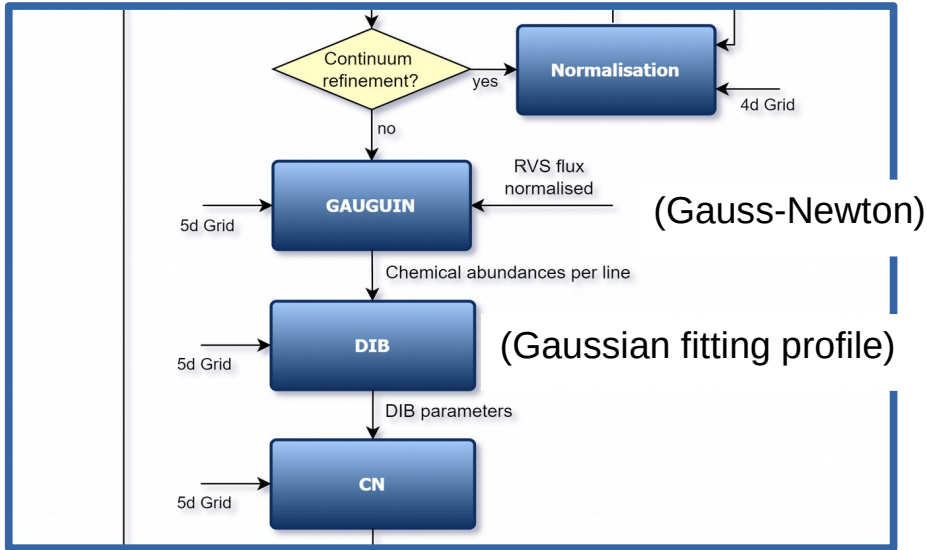 Continuum
refinement?
yes
Normalisation
4d Grid
no
RVS flux
normalised
5d Grid
GAUGUIN
(Gauss-Newton)
Chemical abundances per line
5d Grid
DIB
(Gaussian fitting profile)
DIB parameters
5d Grid
CN